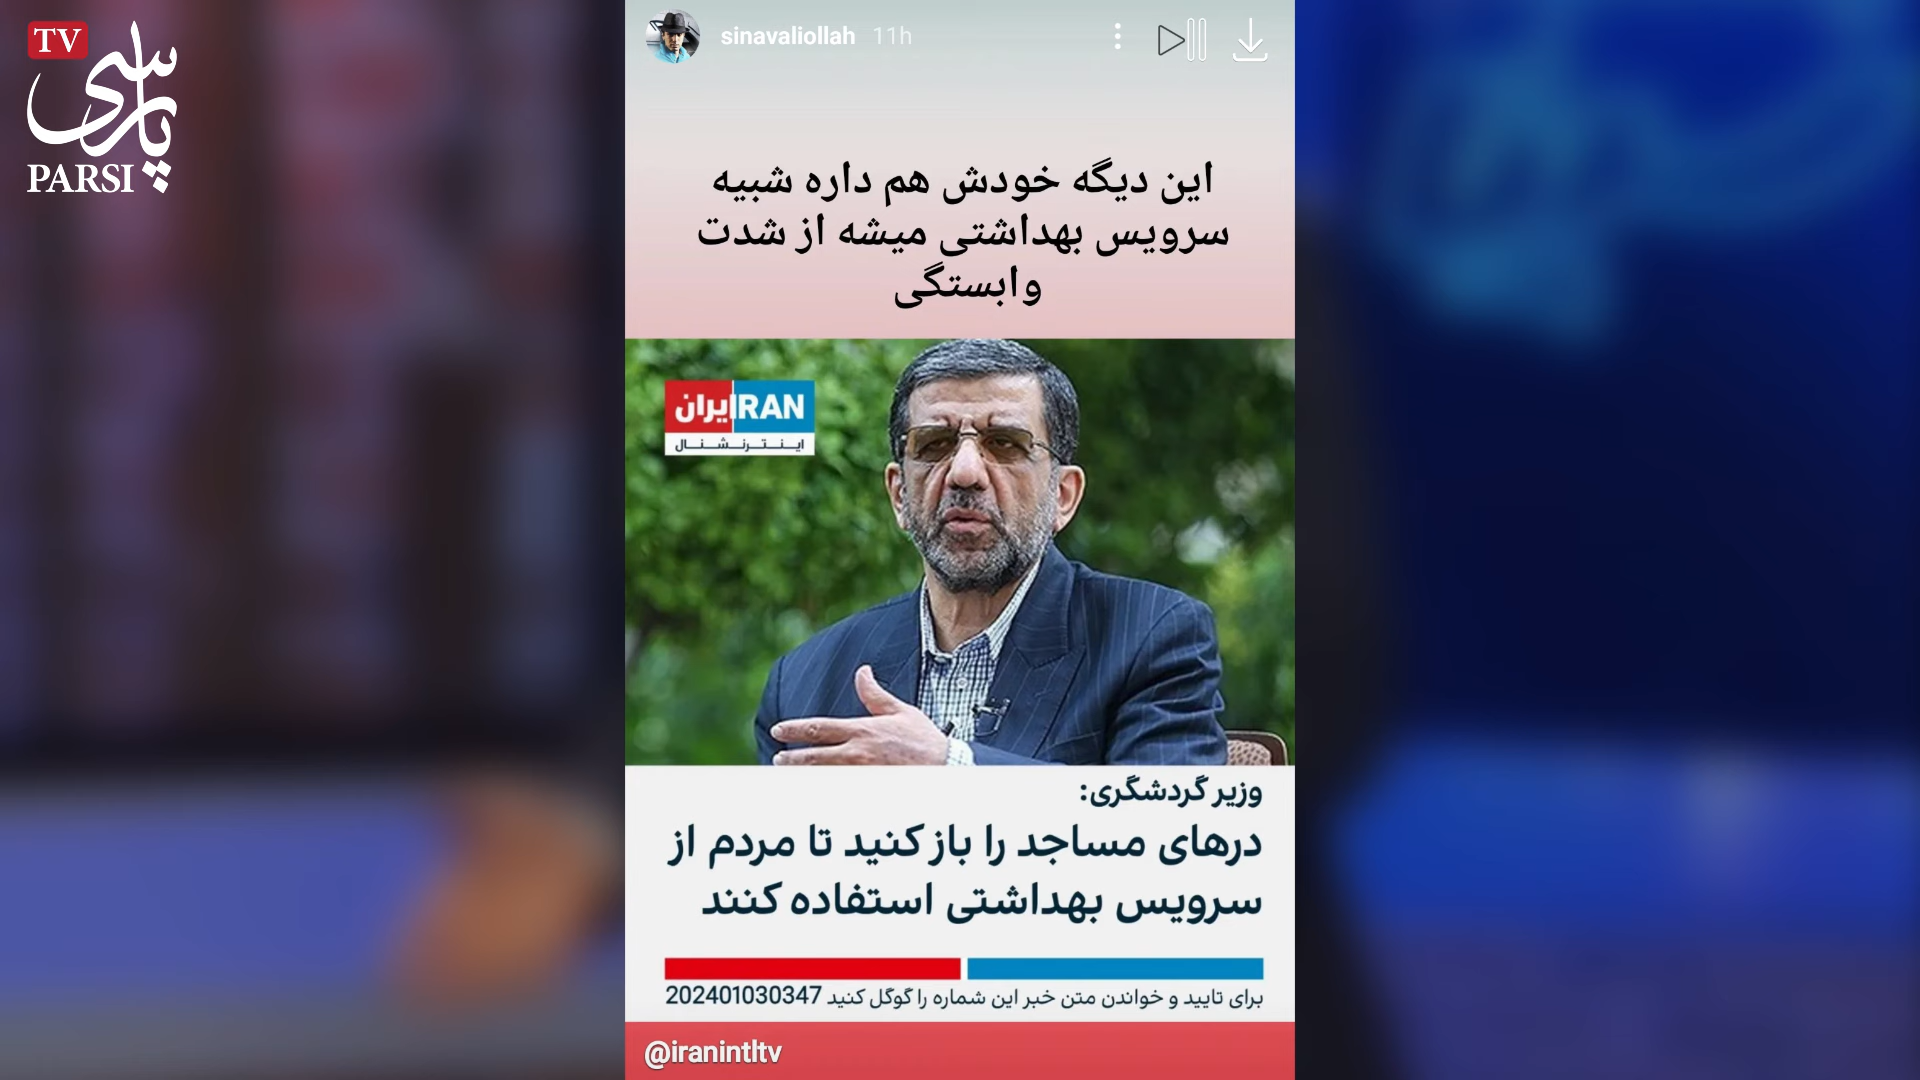 TV
پارسی
PARSI
sinavaliollah 11h
این دیگه خودش هم داره شبیه
سرویس بهداشتی میشه از شدت
وابستگی
ایران IRAN
اینترنشنال
وزیر گردشگری:
درهای مساجد را باز کنید تا مردم از
سرویس بهداشتی استفاده کنند
برای تایید و خواندن متن خبر این شماره را گوگل کنید 202401030347
@iranintltv